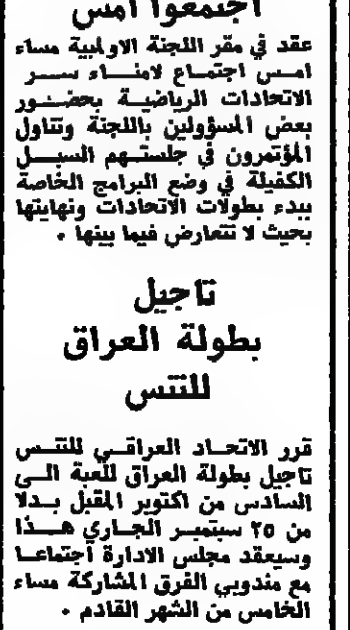 اجتمعوا امس
عقد في مقر اللجنة الاولمبية مساء
امس اجتماع لامناء سر
الاتحادات الرياضية بحضور
بعض المسؤولين باللجنة وتناول
المؤتمرون في جلستهم السبل
الكفيلة في وضع البرامج الخاصة
ببدء بطولات الاتحادات ونهايتها
بحيث لا تتعارض فيما بينها .
تاجيل
بطولة العراق
للتنس
قرر الاتحاد العراقي للتنس
تاجيل بطولة العراق للعبة الى
السادس من اكتوبر المقبل بدلا
من ٢٥ سبتمبر الجاري هذا
وسيعقد مجلس الادارة اجتماعا
مع مندوبي الفرق المشاركة مساء
الخامس من الشهر القادم .